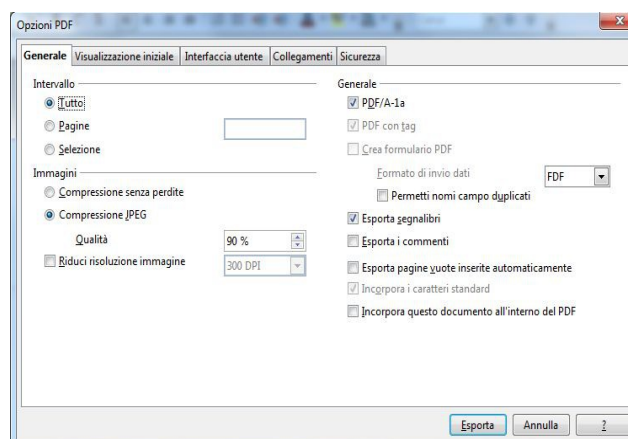 Opzioni PDF
Generale Visualizzazione iniziale Interfaccia utente Collegamenti Sicurezza
Intervallo
Tutto
Pagine
Selezione
Immagini
Compressione senza perdite
Compressione JPEG
Qualità 90 %
Riduci risoluzione immagine 300 DPI
Generale
PDF/A-1a
PDF con tag
Crea formulario PDF
Formato di invio dati FDF
Permetti nomi campo duplicati
Esporta segnalibri
Esporta i commenti
Esporta pagine vuote inserite automaticamente
Incorpora i caratteri standard
Incorpora questo documento all'interno del PDF
Esporta Annulla ?